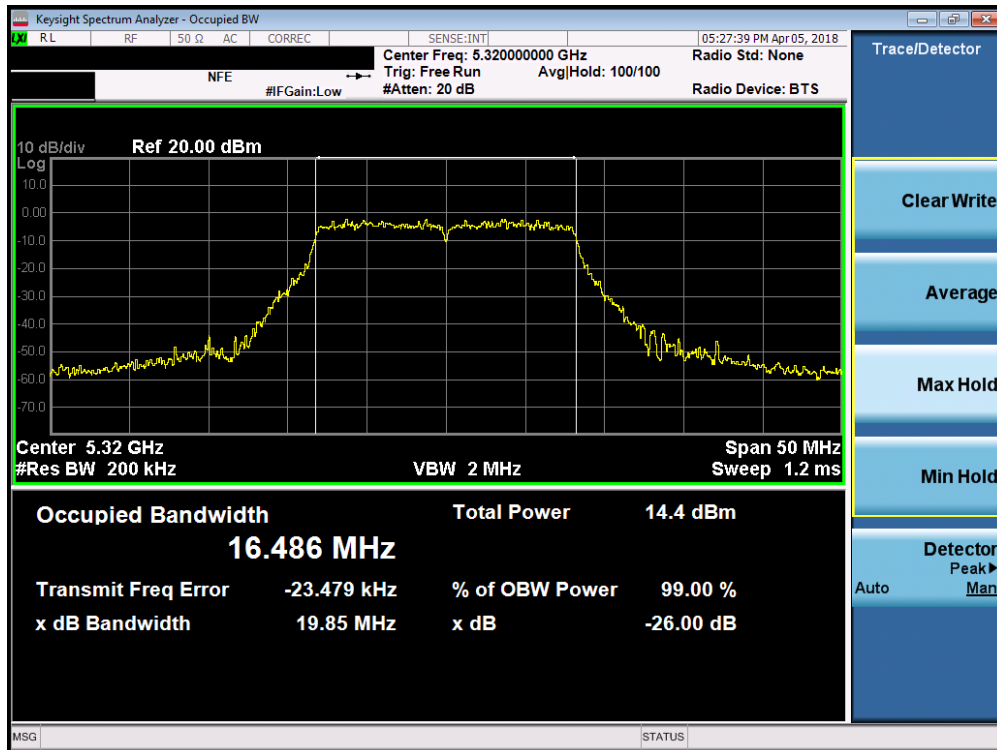 Keysight Spectrum Analyzer - Occupied BW
LXI RL RF 50 Ω AC CORREC SENSE:INT 05:27:39 PM Apr 05, 2018
Center Freq: 5.320000000 GHz Radio Std: None
NFE Trig: Free Run Avg|Hold: 100/100
#IFGain:Low #Atten: 20 dB Radio Device: BTS
Trace/Detector
10 dB/div Ref 20.00 dBm
Log
10.0
0.00
-10.0
-20.0
-30.0
-40.0
-50.0
-60.0
-70.0
Center 5.32 GHz Span 50 MHz
#Res BW 200 kHz VBW 2 MHz Sweep 1.2 ms
Occupied Bandwidth Total Power 14.4 dBm
16.486 MHz
Transmit Freq Error -23.479 kHz % of OBW Power 99.00 %
x dB Bandwidth 19.85 MHz x dB -26.00 dB
Clear Write
Average
Max Hold
Min Hold
Detector
Peak▶
Auto Man
MSG STATUS